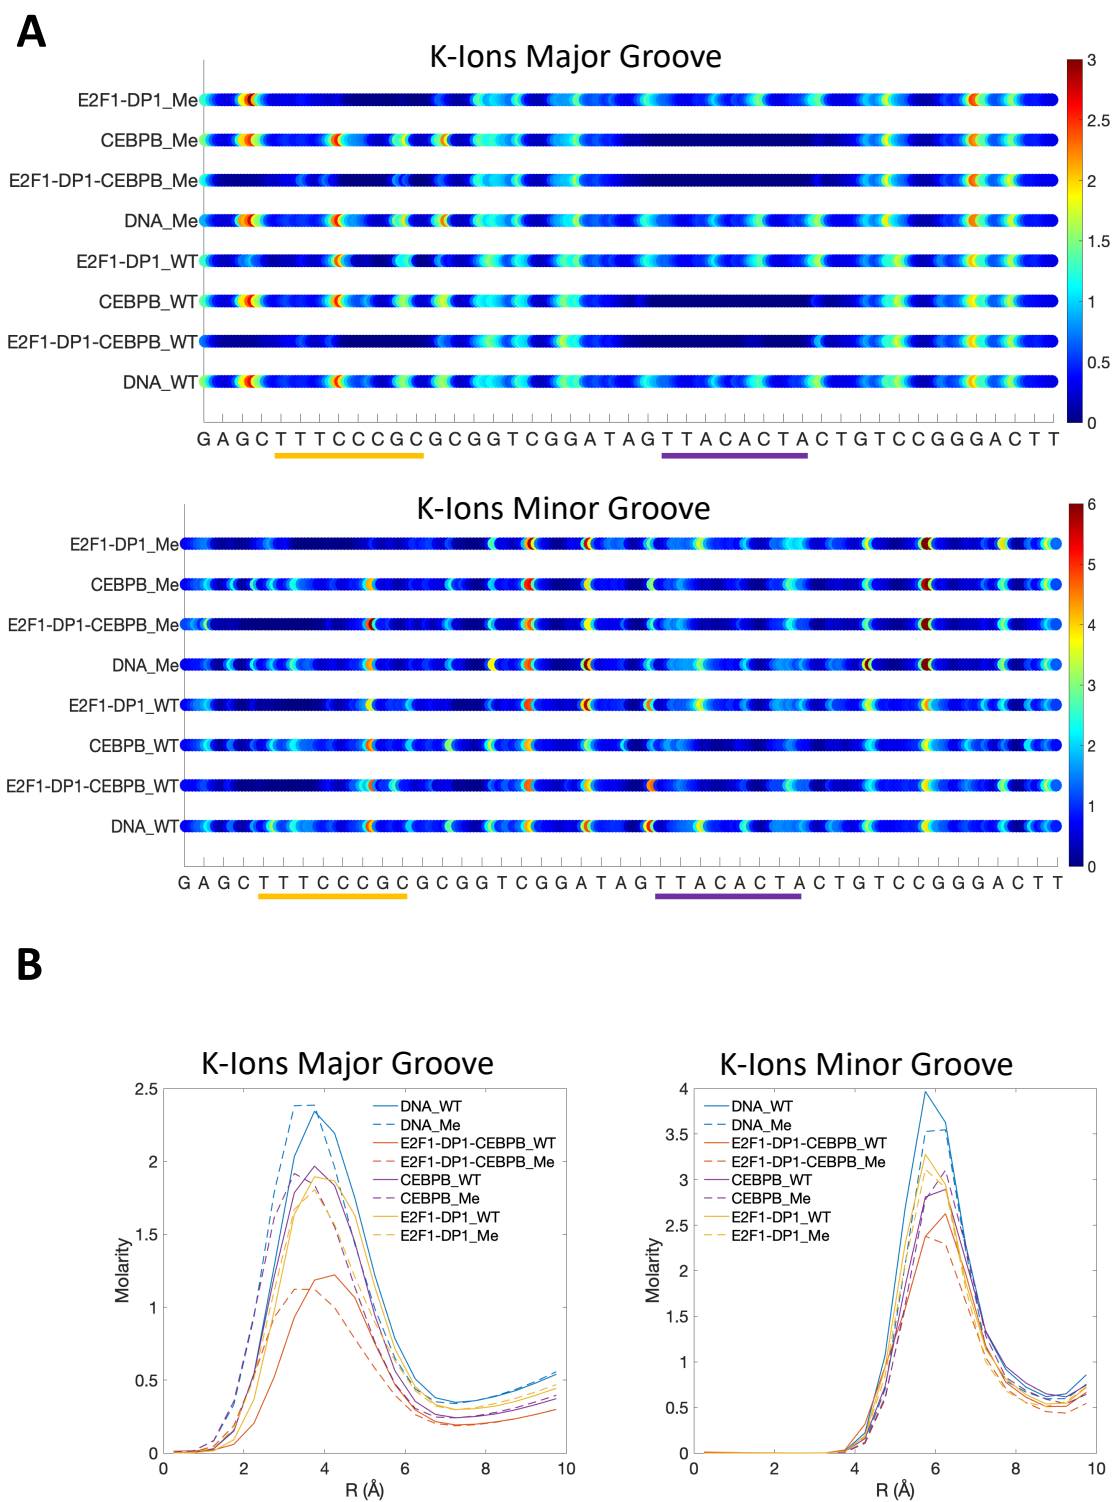 A
K-Ions Major Groove
E2F1-DP1_Me
CEBPB_Me
E2F1-DP1-CEBPB_Me
DNA_Me
E2F1-DP1_WT
CEBPB_WT
E2F1-DP1-CEBPB_WT
DNA_WT
3
2.5
2
1.5
1
0.5
0
G A G C T T T C C C G C G C G G T C G G A T A G T T A C A C T A C T G T C C G G G A C T T
K-Ions Minor Groove
E2F1-DP1_Me
CEBPB_Me
E2F1-DP1-CEBPB_Me
DNA_Me
E2F1-DP1_WT
CEBPB_WT
E2F1-DP1-CEBPB_WT
DNA_WT
6
5
4
3
2
1
0
G A G C T T T C C C G C G C G G T C G G A T A G T T A C A C T A C T G T C C G G G A C T T
B
K-Ions Major Groove
2.5
2
1.5
1
0.5
0
Molarity
DNA_WT
DNA_Me
E2F1-DP1-CEBPB_WT
E2F1-DP1-CEBPB_Me
CEBPB_WT
CEBPB_Me
E2F1-DP1_WT
E2F1-DP1_Me
0 2 4 6 8 10
R (Å)
K-Ions Minor Groove
4
3.5
3
2.5
2
1.5
1
0.5
0
Molarity
DNA_WT
DNA_Me
E2F1-DP1-CEBPB_WT
E2F1-DP1-CEBPB_Me
CEBPB_WT
CEBPB_Me
E2F1-DP1_WT
E2F1-DP1_Me
0 2 4 6 8 10
R (Å)